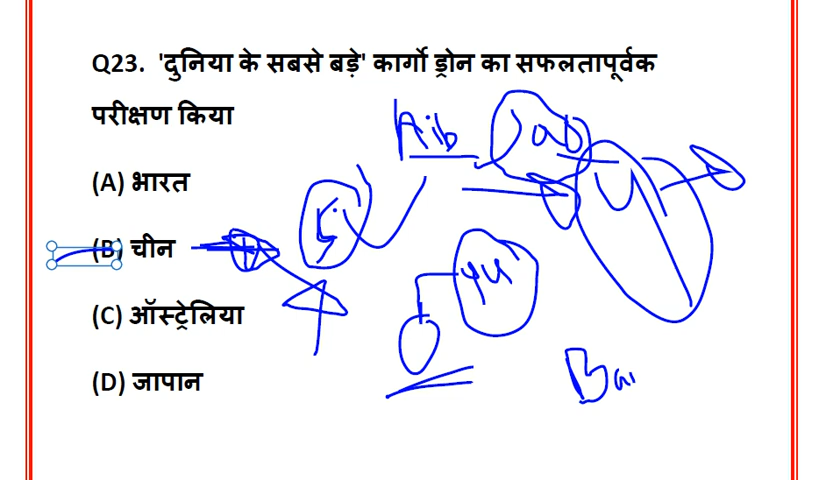 Q23. 'दुनिया के सबसे बड़े' कार्गो ड्रोन का सफलतापूर्वक
परीक्षण किया
(A) भारत
(B) चीन
(C) ऑस्ट्रेलिया
(D) जापान